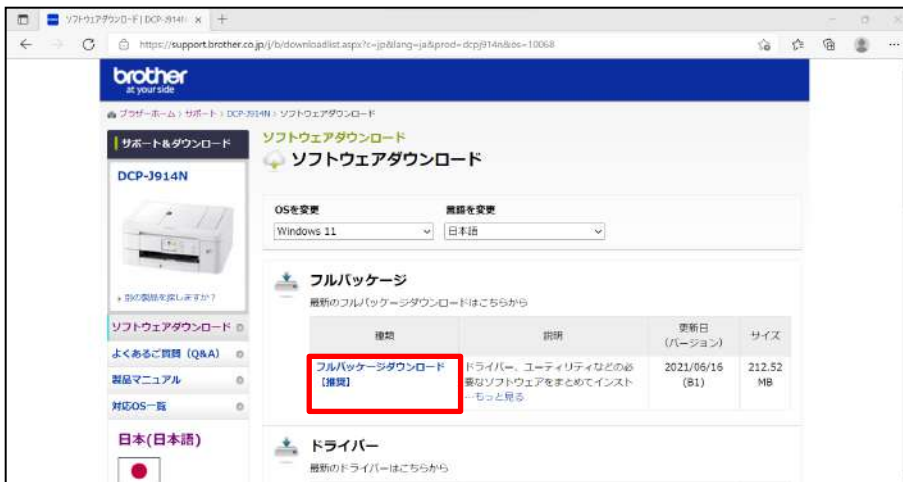 ソフトウェアダウンロード | DCP-J914N
https://support.brother.co.jp/j/b/downloadlist.aspx?c=jp&lang=ja&prod=dcpj914n&os=10068
brother
at your side
ブラザーホーム > サポート > DCP-J914N > ソフトウェアダウンロード
サポート&ダウンロード
DCP-J914N
別の製品を探しますか?
ソフトウェアダウンロード
よくあるご質問 (Q&A)
製品マニュアル
対応OS一覧
日本(日本語)
ソフトウェアダウンロード
ソフトウェアダウンロード
OSを変更 言語を変更
Windows 11 日本語
フルパッケージ
最新のフルパッケージダウンロードはこちらから
種類 説明 更新日 サイズ
(バージョン)
フルパッケージダウンロード ドライバー、ユーティリティなどの必 2021/06/16 212.52
【推奨】 要なソフトウェアをまとめてインスト (B1) MB
…もっと見る
ドライバー
最新のドライバーはこちらから